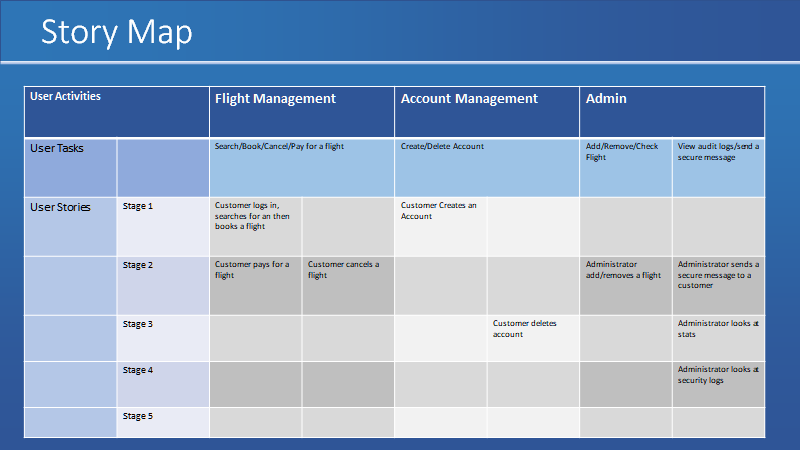 Story Map
User Activities
Flight Management
Account Management
Admin
User Tasks
Search/Book/Cancel/Pay for a flight
Create/Delete Account
Add/Remove/Check
Flight
View audit logs/send a
secure message
User Stories
Stage 1
Customer logs in,
searches for an then
books a flight
Customer Creates an
Account
Stage 2
Customer pays for a
flight
Customer cancels a
flight
Administrator
add/removes a flight
Administrator sends a
secure message to a
customer
Stage 3
Customer deletes
account
Administrator looks at
stats
Stage 4
Administrator looks at
security logs
Stage 5